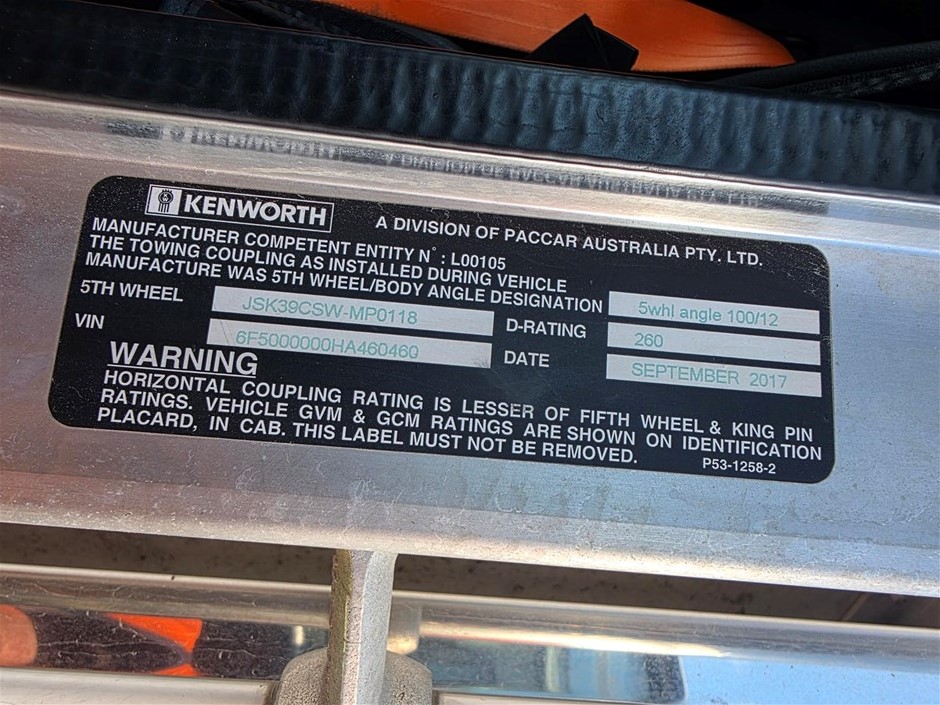 KENWORTH
A DIVISION OF PACCAR AUSTRALIA PTY. LTD.
MANUFACTURER COMPETENT ENTITY N° : L00105
THE TOWING COUPLING AS INSTALLED DURING VEHICLE
MANUFACTURE WAS 5TH WHEEL/BODY ANGLE DESIGNATION 5whl angle 100/12
5TH WHEEL JSK39CSW-MP0118 D-RATING 260
VIN 6F5000000HA460460 DATE SEPTEMBER 2017
WARNING
HORIZONTAL COUPLING RATING IS LESSER OF FIFTH WHEEL & KING PIN
RATINGS. VEHICLE GVM & GCM RATINGS ARE SHOWN ON IDENTIFICATION
PLACARD, IN CAB. THIS LABEL MUST NOT BE REMOVED.
P53-1258-2